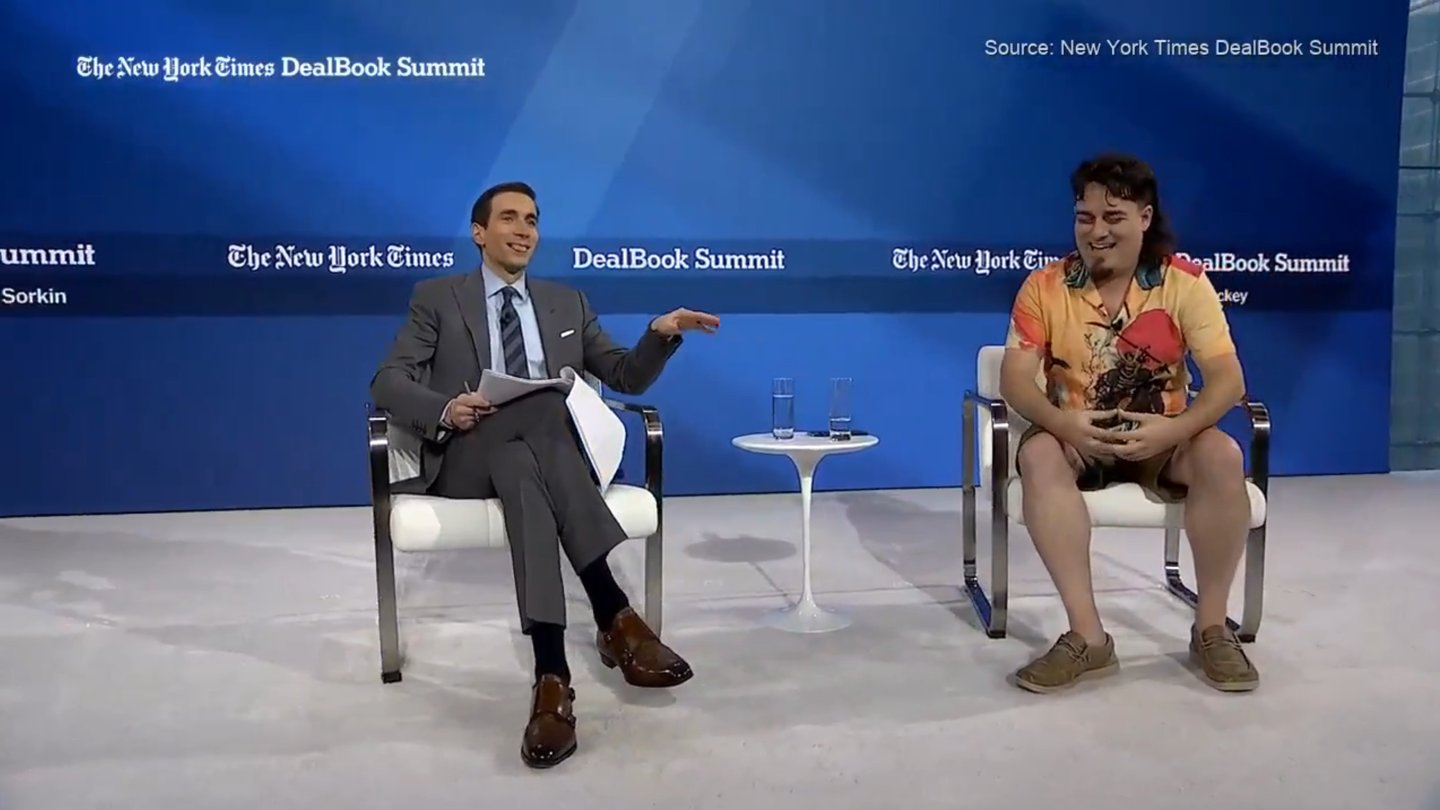 The New York Times DealBook Summit
Source: New York Times DealBook Summit
ummit
The New York Times
DealBook Summit
The New York Tim
DealBook Summit
Sorkin
ckey